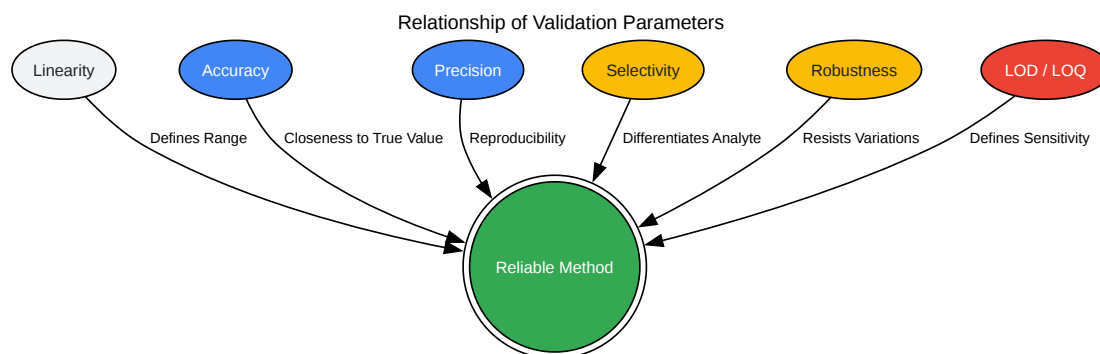 Relationship of Validation Parameters
Linearity
Accuracy
Precision
Selectivity
Robustness
LOD / LOQ
Defines Range
Closeness to True Value
Reproducibility
Differentiates Analyte
Resists Variations
Defines Sensitivity
Reliable Method